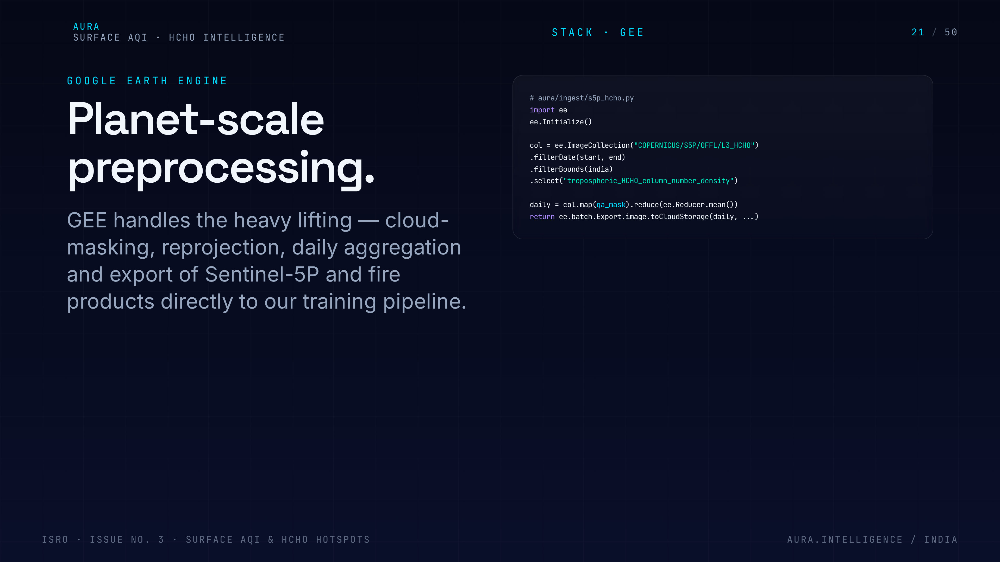 AURA
SURFACE AQI · HCHO INTELLIGENCE
STACK · GEE
21 / 50
GOOGLE EARTH ENGINE
Planet-scale
preprocessing.
GEE handles the heavy lifting — cloud-
masking, reprojection, daily aggregation
and export of Sentinel-5P and fire
products directly to our training pipeline.
# aura/ingest/s5p_hcho.py
import ee
ee.Initialize()
col = ee.ImageCollection("COPERNICUS/S5P/OFFL/L3_HCHO")
.filterDate(start, end)
.filterBounds(india)
.select("tropospheric_HCHO_column_number_density")
daily = col.map(qa_mask).reduce(ee.Reducer.mean())
return ee.batch.Export.image.toCloudStorage(daily, ...)
ISRO · ISSUE NO. 3 · SURFACE AQI & HCHO HOTSPOTS
AURA.INTELLIGENCE / INDIA